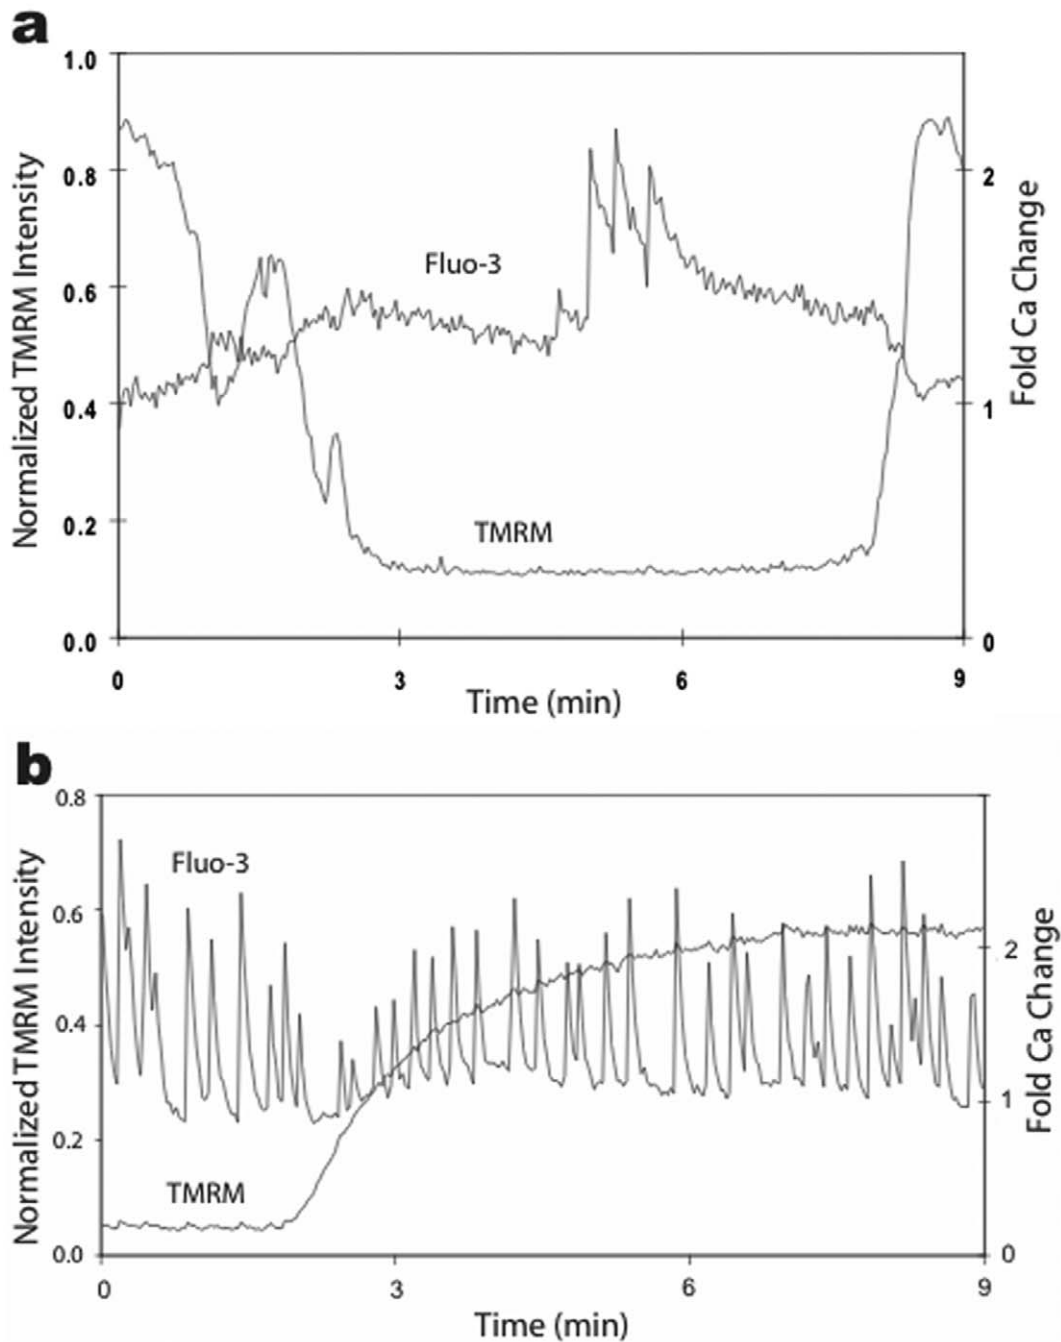 a
1.0
0.8
0.6
0.4
0.2
0.0
Normalized TMRM Intensity
Fluo-3
TMRM
2
1
0
Fold Ca Change
0 3 6 9
Time (min)
b
0.8
0.6
0.4
0.2
0.0
Normalized TMRM Intensity
Fluo-3
TMRM
2
1
0
Fold Ca Change
0 3 6 9
Time (min)